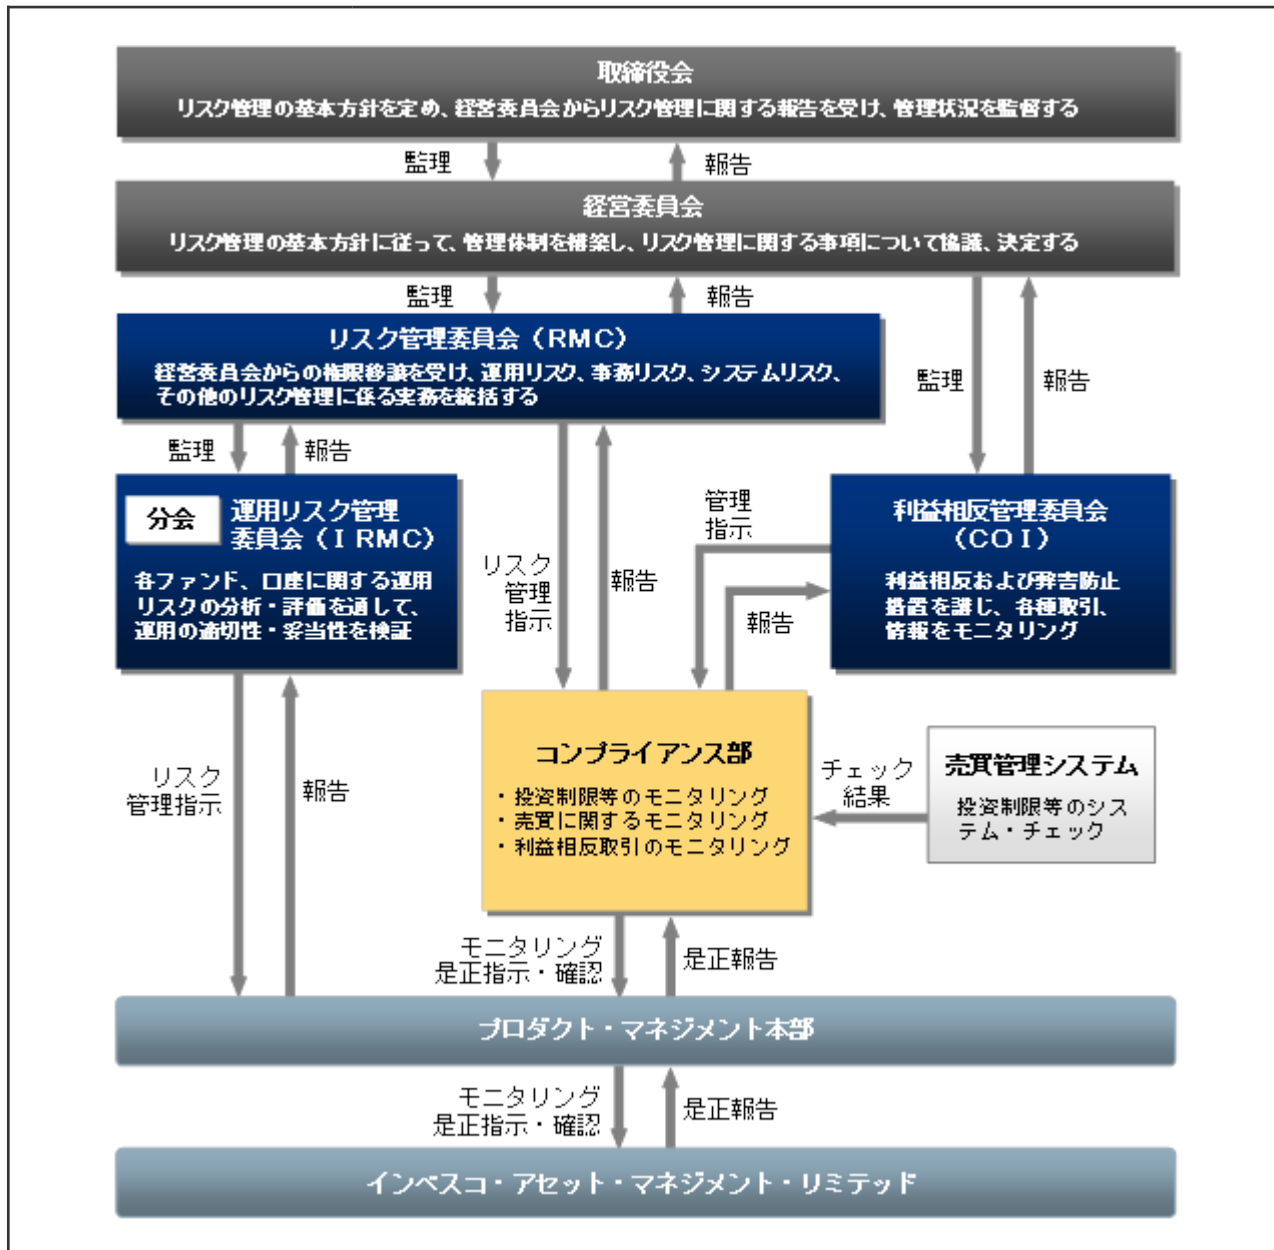 取締役会
リスク管理の基本方針を定め、経営委員会からリスク管理に関する報告を受け、管理状況を監督する
監理
報告
経営委員会
リスク管理の基本方針に従って、管理体制を構築し、リスク管理に関する事項について協議、決定する
監理
報告
リスク管理委員会（RMC）
経営委員会からの権限移譲を受け、運用リスク、事務リスク、システムリスク、
その他のリスク管理に係る実務を統括する
監理
報告
監理
報告
分会
運用リスク管理
委員会（IRMC）
各ファンド、口座に関する運用
リスクの分析・評価を通して、
運用の適切性・妥当性を検証
利益相反管理委員会
（COI）
利益相反および弊害防止
措置を講じ、各種取引、
情報をモニタリング
管理
指示
報告
リスク
管理
指示
報告
リスク
管理指示
報告
コンプライアンス部
・投資制限等のモニタリング
・売買に関するモニタリング
・利益相反取引のモニタリング
チェック
結果
売買管理システム
投資制限等のシス
テム・チェック
モニタリング
是正指示・確認
是正報告
プロダクト・マネジメント本部
モニタリング
是正指示・確認
是正報告
インベスコ・アセット・マネジメント・リミテッド